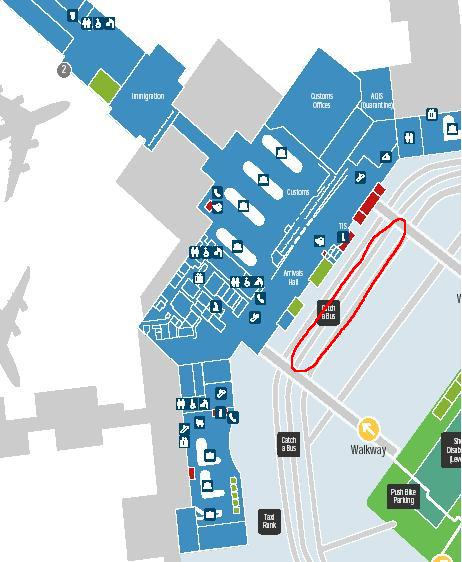 2
Immigration
Customs
Offices
AQIS
(Quarantine)
Customs
TIS
Arrivals
Hall
Catch
a Bus
Walkway
Catch
a Bus
Push Bike
Parking
Taxi
Rank